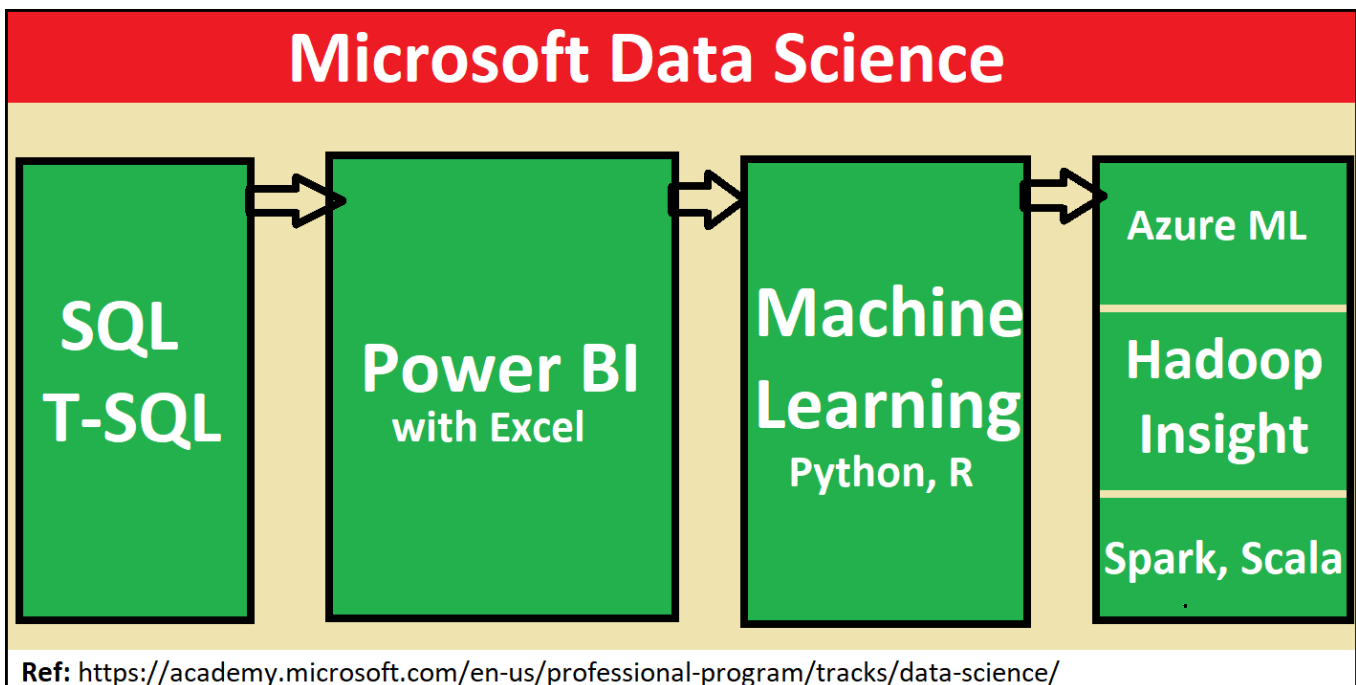 Microsoft Data Science
SQL
T-SQL
Power BI
with Excel
Machine
Learning
Python, R
Azure ML
Hadoop
Insight
Spark, Scala
Ref: https://academy.microsoft.com/en-us/professional-program/tracks/data-science/